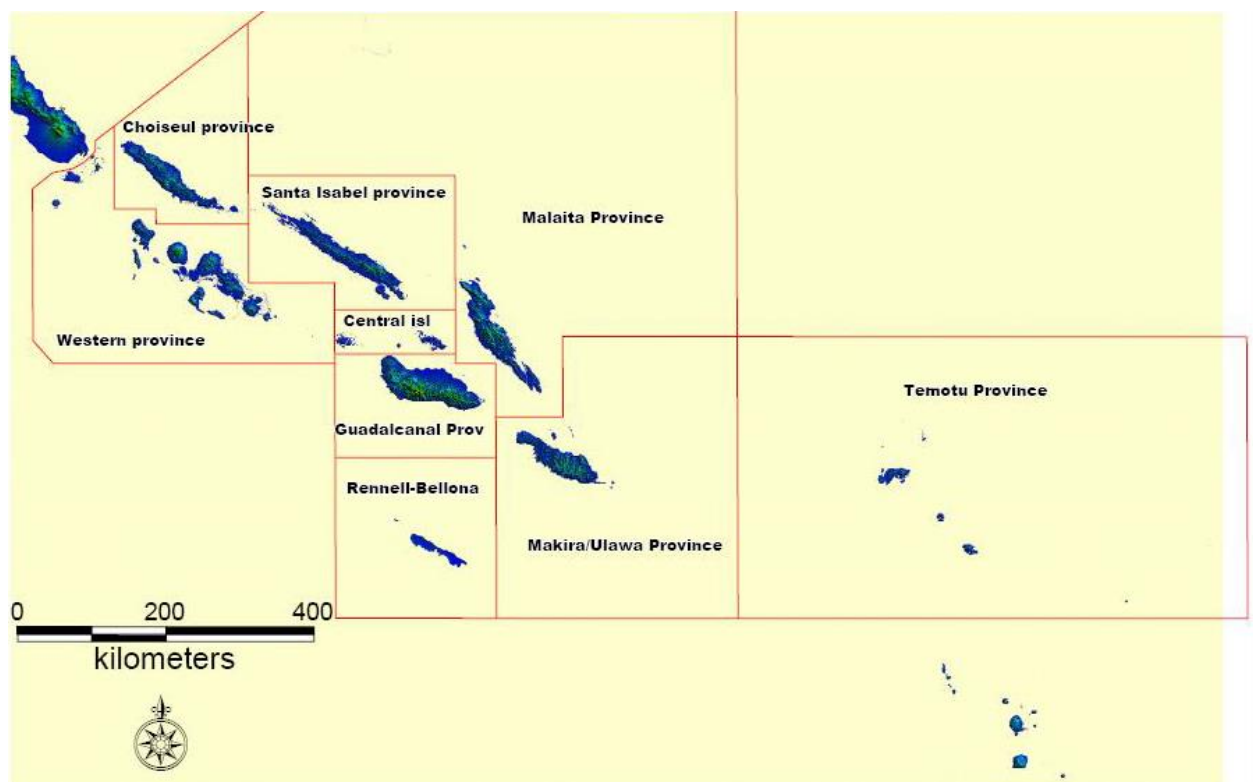 Choiseul province
Santa Isabel province
Malaita Province
Central isl
Western province
Temotu Province
Guadalcanal Prov
Rennell-Bellona
Makira/Ulawa Province
0 200 400
kilometers